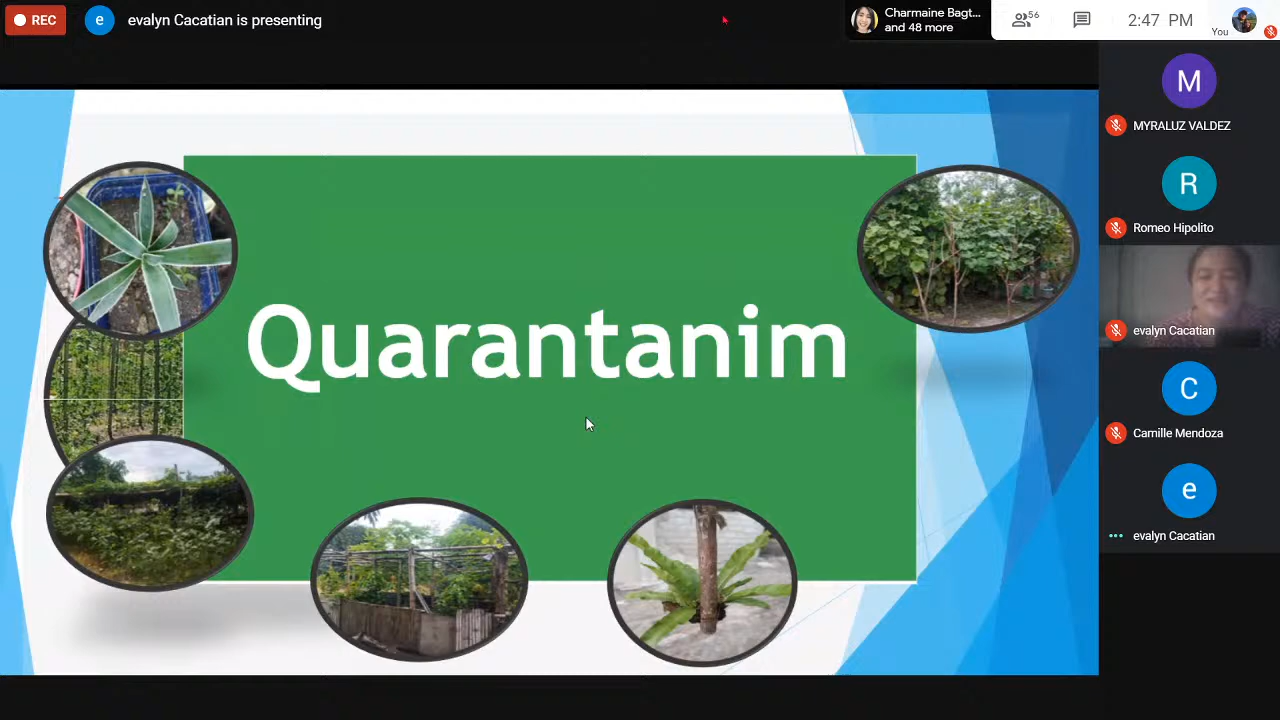 REC
e
evalyn Cacatian is presenting
Charmaine Bagt...
and 48 more
56
2:47 PM
You
M
MYRALUZ VALDEZ
R
Romeo Hipolito
evalyn Cacatian
C
Camille Mendoza
e
evalyn Cacatian
Quarantanim